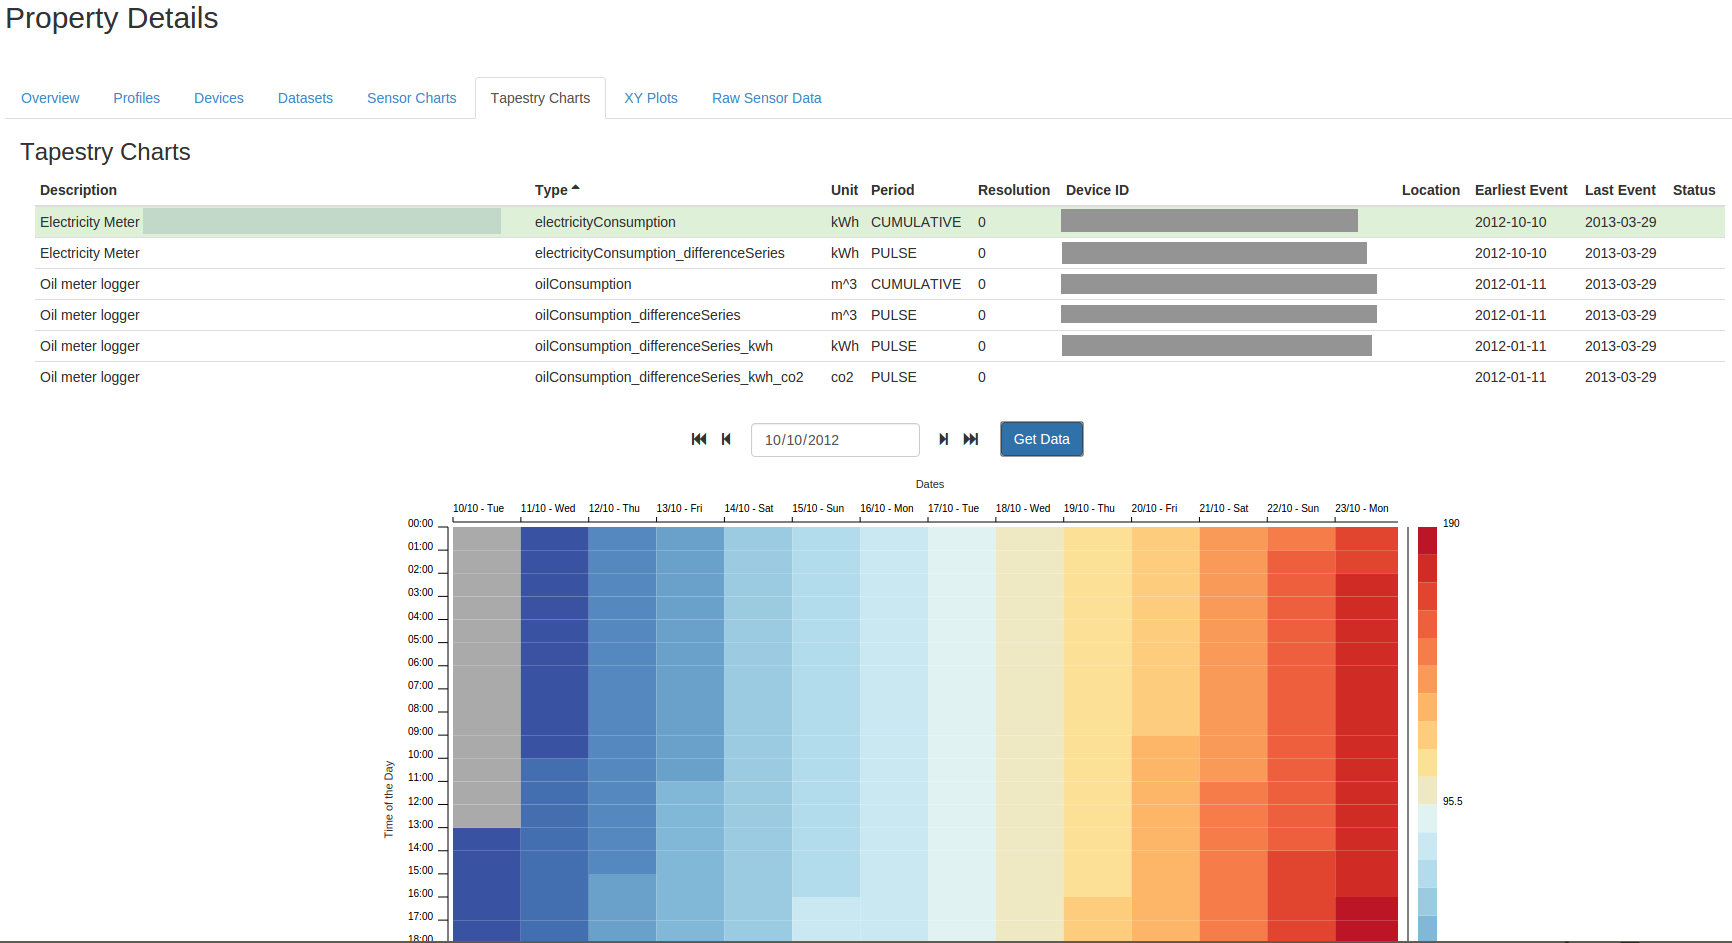 Property Details
Overview Profiles Devices Datasets Sensor Charts Tapestry Charts XY Plots Raw Sensor Data
Tapestry Charts
Description Type Unit Period Resolution Device ID Location Earliest Event Last Event Status
Electricity Meter electricityConsumption kWh CUMULATIVE 0 2012-10-10 2013-03-29
Electricity Meter electricityConsumption_differenceSeries kWh PULSE 0 2012-10-10 2013-03-29
Oil meter logger oilConsumption m^3 CUMULATIVE 0 2012-01-11 2013-03-29
Oil meter logger oilConsumption_differenceSeries m^3 PULSE 0 2012-01-11 2013-03-29
Oil meter logger oilConsumption_differenceSeries_kwh kWh PULSE 0 2012-01-11 2013-03-29
Oil meter logger oilConsumption_differenceSeries_kwh_co2 co2 PULSE 0 2012-01-11 2013-03-29
10/10/2012 Get Data
Dates
10/10 - Tue 11/10 - Wed 12/10 - Thu 13/10 - Fri 14/10 - Sat 15/10 - Sun 16/10 - Mon 17/10 - Tue 18/10 - Wed 19/10 - Thu 20/10 - Fri 21/10 - Sat 22/10 - Sun 23/10 - Mon
00:00
01:00
02:00
03:00
04:00
05:00
06:00
07:00
08:00
09:00
10:00
11:00
12:00
13:00
14:00
15:00
16:00
17:00
18:00
Time of the Day
190
95.5